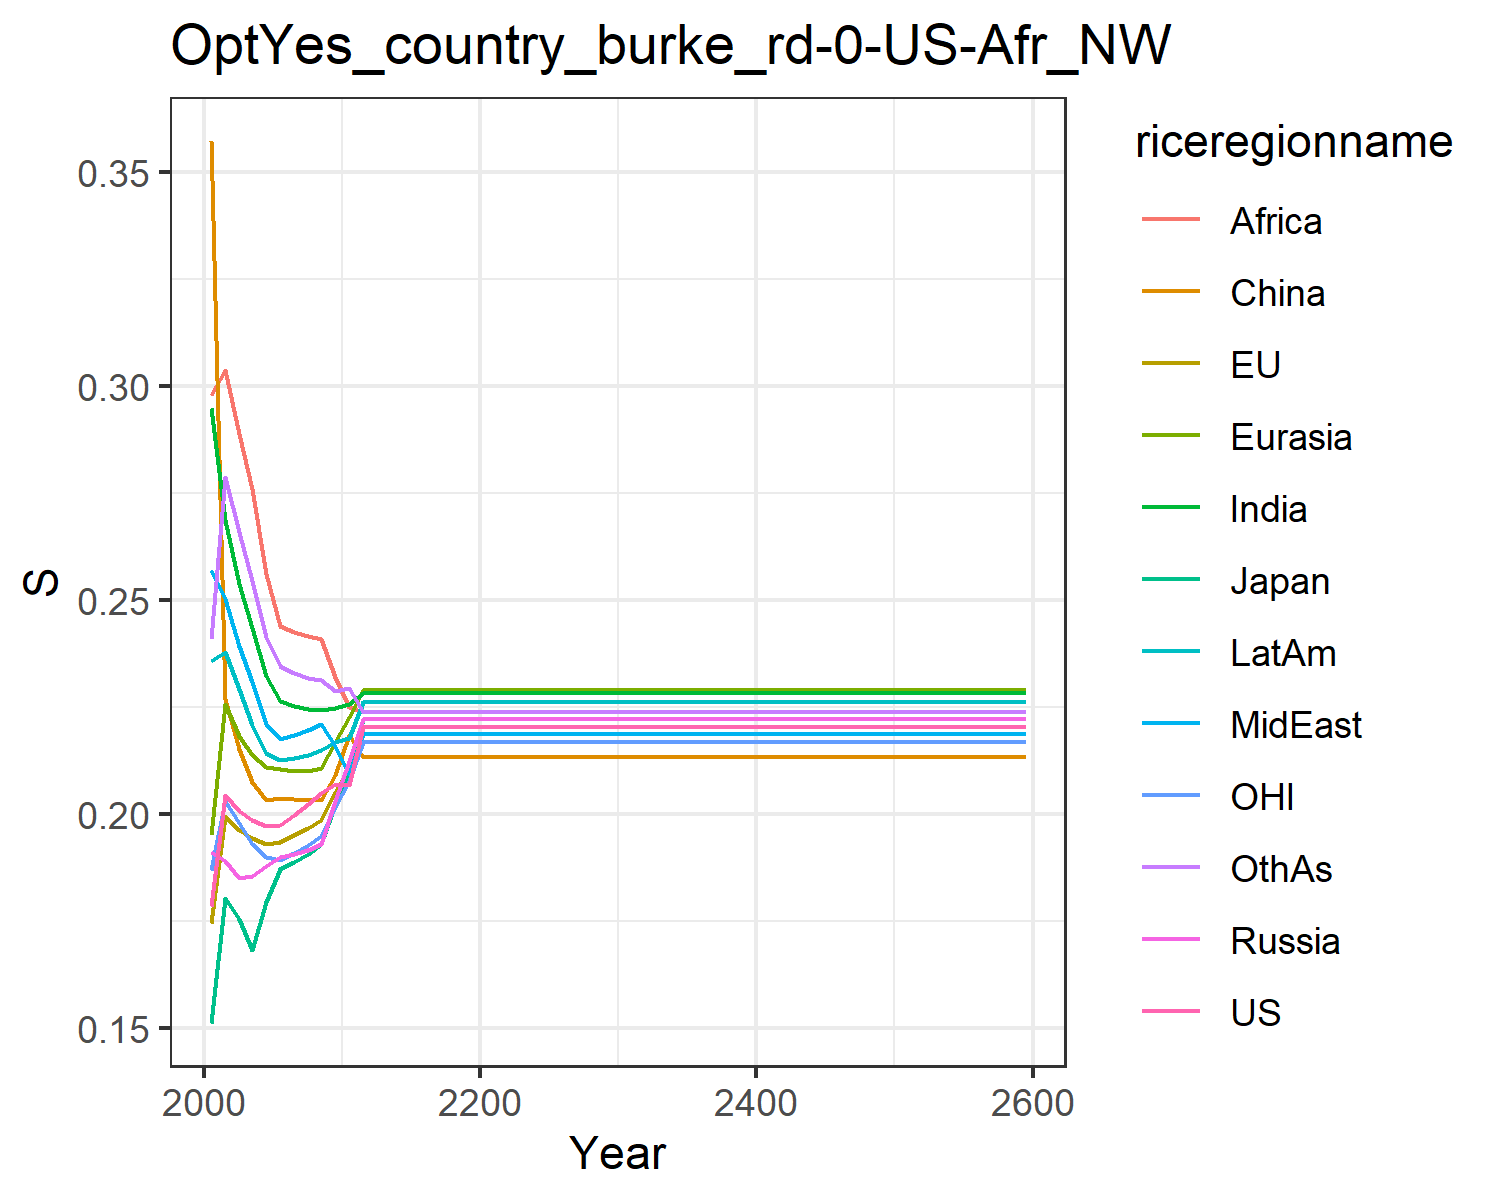 OptYes_country_burke_rd-0-US-Afr_NW
0.35
0.30
0.25
0.20
0.15
S
2000 2200 2400 2600
Year
riceregionname
Africa
China
EU
Eurasia
India
Japan
LatAm
MidEast
OHI
OthAs
Russia
US